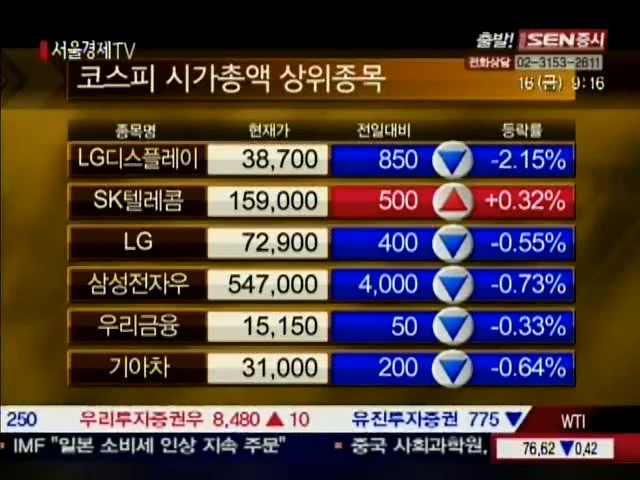 서울경제TV
출발! SEN증시
전화상담 02-3153-2611
코스피 시가총액 상위종목
16(금) 9:16
종목명 현재가 전일대비 등락률
LG디스플레이 38,700 850 ▼ -2.15%
SK텔레콤 159,000 500 ▲ +0.32%
LG 72,900 400 ▼ -0.55%
삼성전자우 547,000 4,000 ▼ -0.73%
우리금융 15,150 50 ▼ -0.33%
기아차 31,000 200 ▼ -0.64%
250 우리투자증권우 8,480 ▲ 10 유진투자증권 775 ▼ WTI
IMF "일본 소비세 인상 지속 주문" 중국 사회과학원, 76,62 ▼0,42